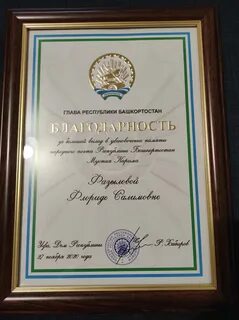 ГЛАВА РЕСПУБЛИКИ БАШКОРТОСТАН
БЛАГОДАРНОСТЬ
за большой вклад в увековечение памяти
народного поэта Республики Башкортостан
Мустая Карима
Фазыловой
Флориде Салимовне
Уфа, Дом Республики
27 ноября 2020 года
Р. Хабиров